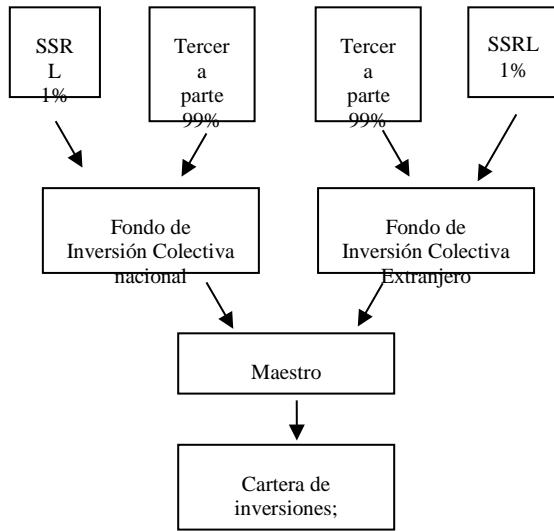 SSR
L
1%
Tercer
a
parte
99%
Tercer
a
parte
99%
SSRL
1%
Fondo de
Inversión Colectiva
nacional
Fondo de
Inversión Colectiva
Extranjero
Maestro
Cartera de
inversiones;